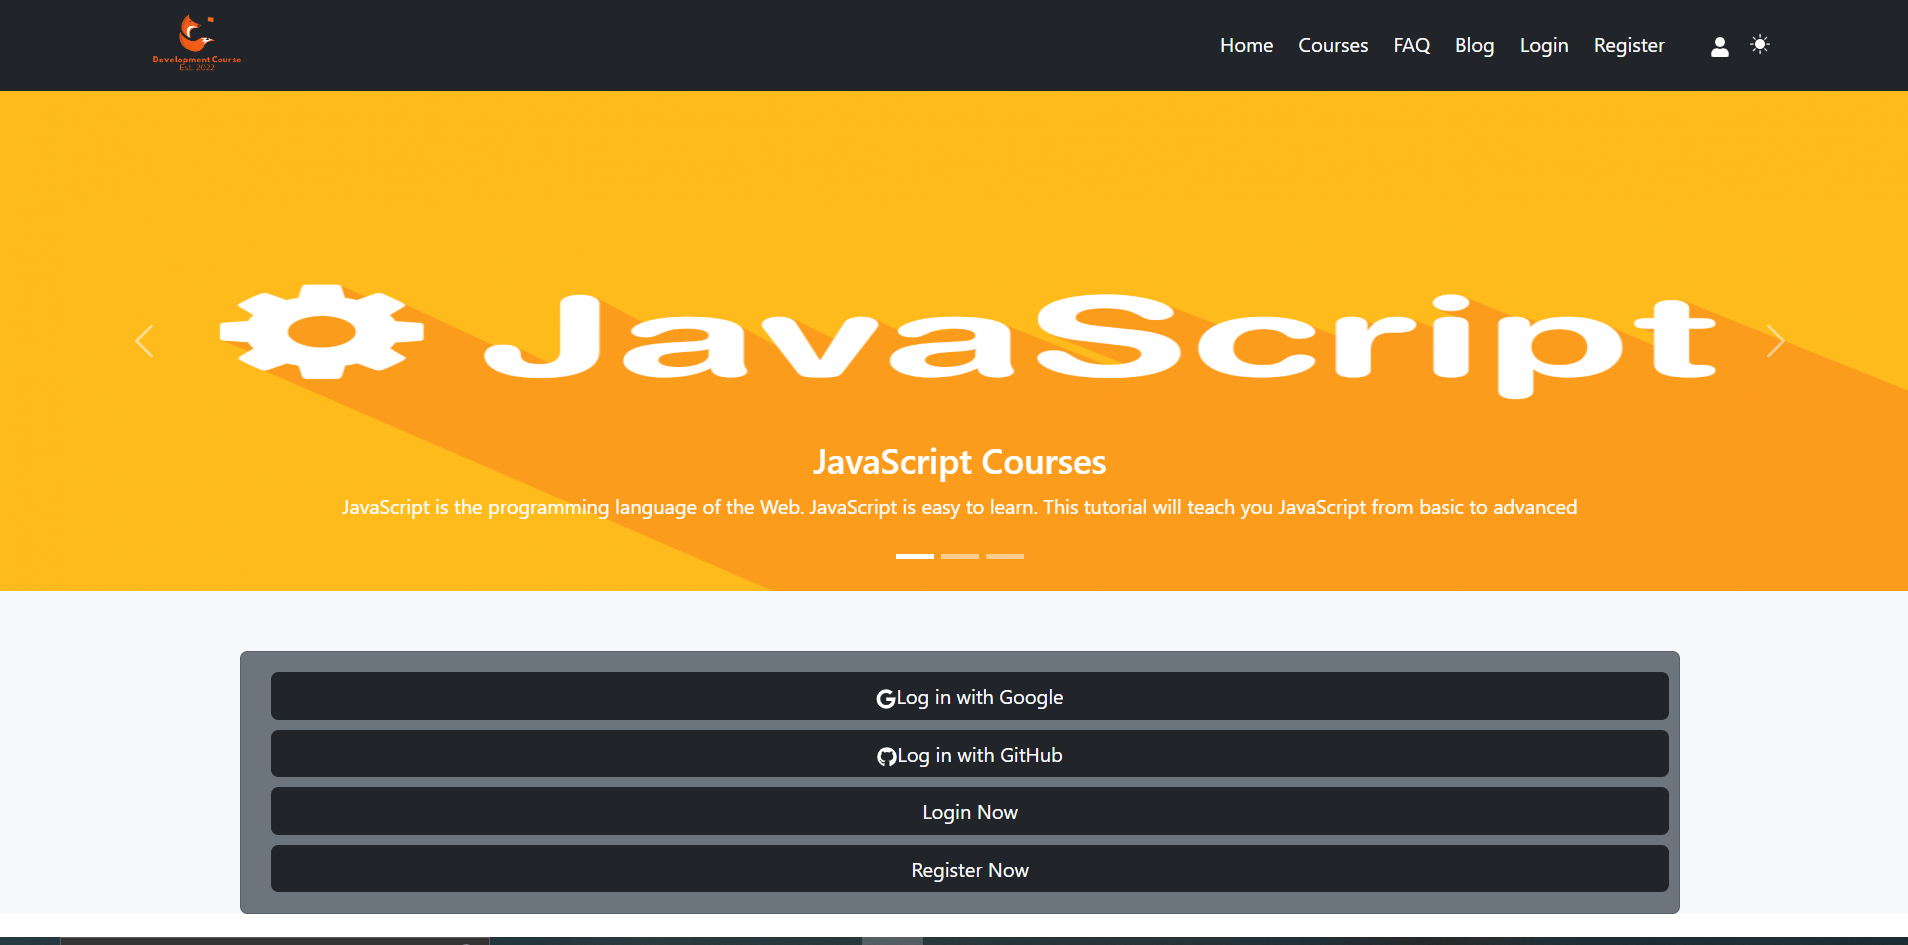 Development Course
Est. 2022
Home Courses FAQ Blog Login Register
JavaScript
JavaScript Courses
JavaScript is the programming language of the Web. JavaScript is easy to learn. This tutorial will teach you JavaScript from basic to advanced
Log in with Google
Log in with GitHub
Login Now
Register Now